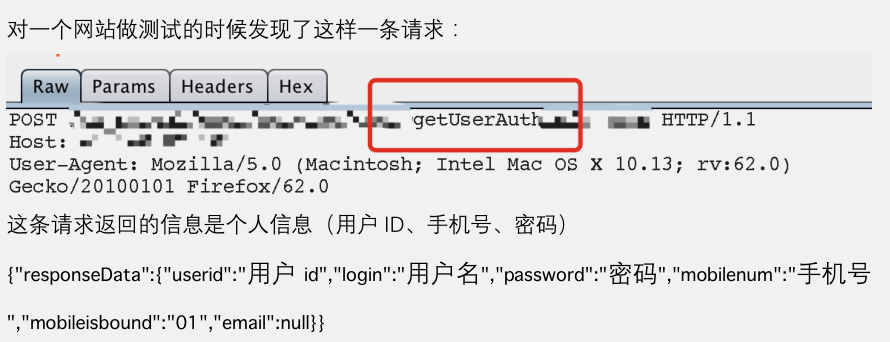 对一个网站做测试的时候发现了这样一条请求：
Raw Params Headers Hex
POST getUserAuth HTTP/1.1
Host:
User-Agent: Mozilla/5.0 (Macintosh; Intel Mac OS X 10.13; rv:62.0)
Gecko/20100101 Firefox/62.0
这条请求返回的信息是个人信息（用户 ID、手机号、密码）
{"responseData":{"userid":"用户 id","login":"用户名","password":"密码","mobilenum":"手机号
","mobileisbound":"01","email":null}}